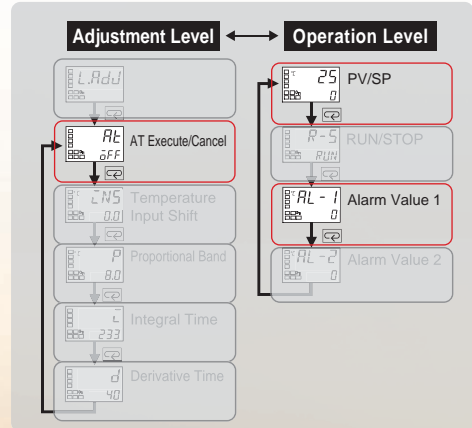 Adjustment Level
Operation Level
L.AdJ
At
oFF
AT Execute/Cancel
iNS
0.0
Temperature
Input Shift
P
8.0
Proportional Band
i
233
Integral Time
d
40
Derivative Time
25
0
PV/SP
R-S
RUN
RUN/STOP
AL-1
0
Alarm Value 1
AL-2
0
Alarm Value 2